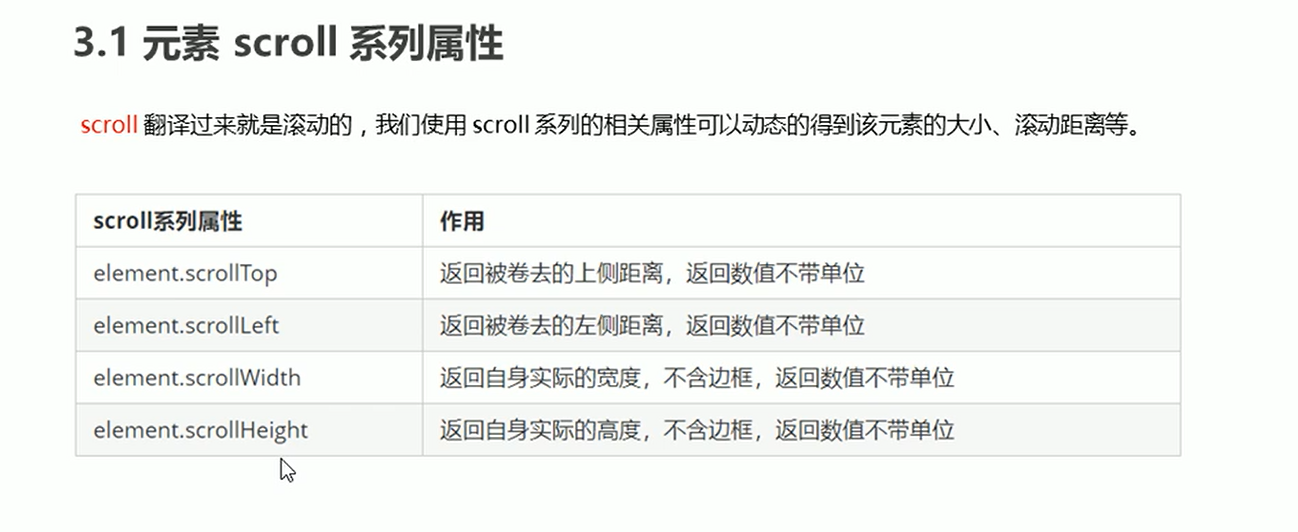 3.1 元素 scroll 系列属性
scroll 翻译过来就是滚动的，我们使用 scroll 系列的相关属性可以动态的得到该元素的大小、滚动距离等。
scroll系列属性 作用
element.scrollTop 返回被卷去的上侧距离，返回数值不带单位
element.scrollLeft 返回被卷去的左侧距离，返回数值不带单位
element.scrollWidth 返回自身实际的宽度，不含边框，返回数值不带单位
element.scrollHeight 返回自身实际的高度，不含边框，返回数值不带单位